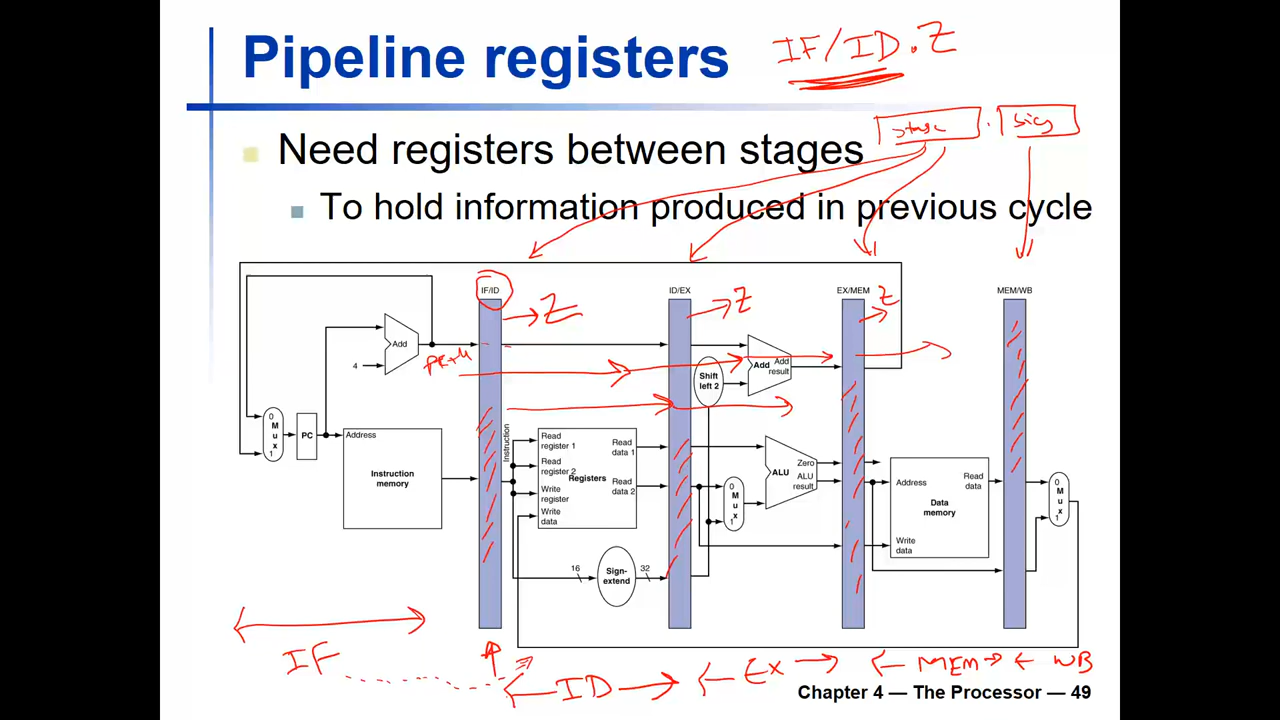 Pipeline registers
IF/ID.Z
Need registers between stages
To hold information produced in previous cycle
IF/ID
ID/EX
EX/MEM
MEM/WB
Z
Z
Z
Add
4
Shift
left 2
Add
Add
result
0
M
u
x
1
PC
Address
Instruction
memory
Instruction
Read
register 1
Read
register 2
Write
register
Write
data
Registers
Read
data 1
Read
data 2
16
Sign-
extend
32
0
M
u
x
1
Zero
ALU
ALU
result
Address
Read
data
Data
memory
Write
data
0
M
u
x
1
IF
ID
EX
MEM
WB
Chapter 4 — The Processor — 49